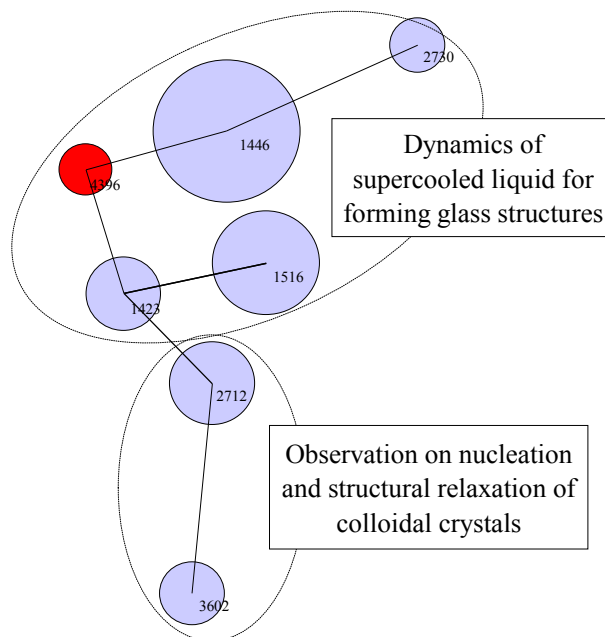 2730
1446
4396
Dynamics of
supercooled liquid for
forming glass structures
1516
1423
2712
Observation on nucleation
and structural relaxation of
colloidal crystals
3602